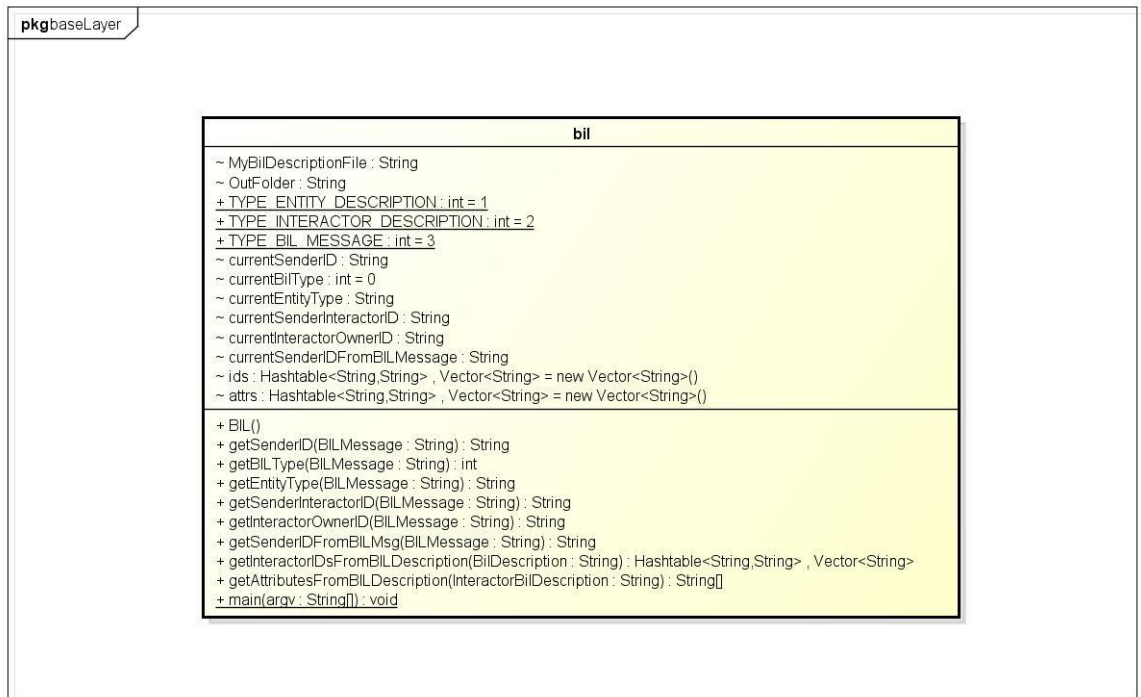 pkg baseLayer
bil
~ MyBilDescriptionFile : String
~ OutFolder : String
+ TYPE_ENTITY_DESCRIPTION : int = 1
+ TYPE_INTERACTOR_DESCRIPTION : int = 2
+ TYPE_BIL_MESSAGE : int = 3
~ currentSenderID : String
~ currentBilType : int = 0
~ currentEntityType : String
~ currentSenderInteractorID : String
~ currentInteractorOwnerID : String
~ currentSenderIDFromBILMessage : String
~ ids : Hashtable<String,String> , Vector<String> = new Vector<String>()
~ attrs : Hashtable<String,String> , Vector<String> = new Vector<String>()
+ BIL()
+ getSenderID(BILMessage : String) : String
+ getBILType(BILMessage : String) : int
+ getEntityType(BILMessage : String) : String
+ getSenderInteractorID(BILMessage : String) : String
+ getInteractorOwnerID(BILMessage : String) : String
+ getSenderIDFromBILMsg(BILMessage : String) : String
+ getInteractorIDsFromBILDescription(BilDescription : String) : Hashtable<String,String> , Vector<String>
+ getAttributesFromBILDescription(InteractorBilDescription : String) : String[]
+ main(argv : String[]) : void